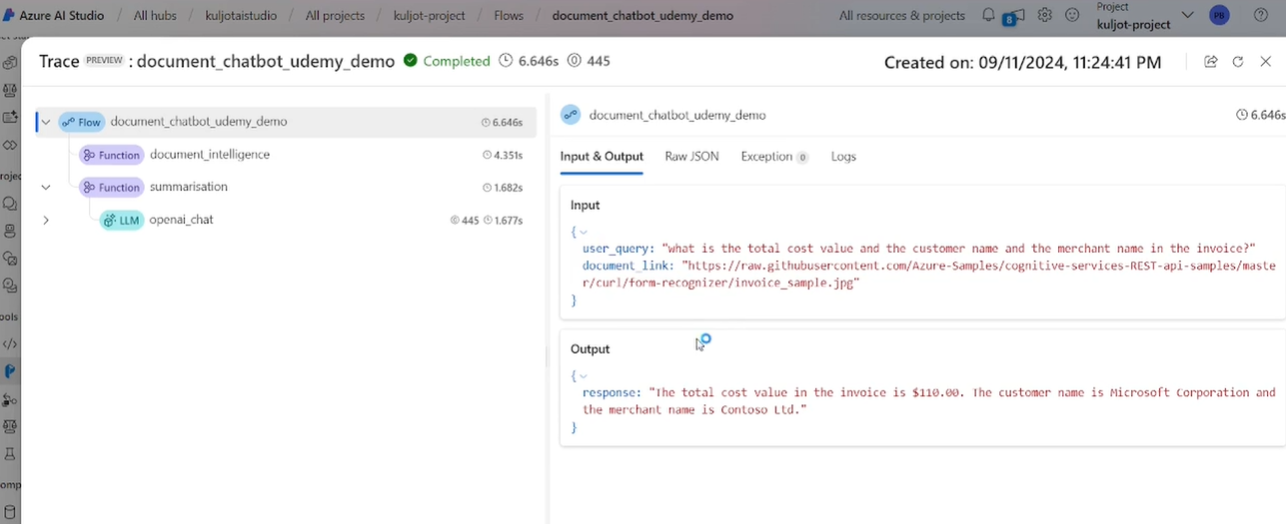 Azure AI Studio / All hubs / kuljotaistudio / All projects / kuljot-project / Flows / document_chatbot_udemy_demo
All resources & projects
8
Project
kuljot-project
PB
Trace PREVIEW : document_chatbot_udemy_demo Completed 6.646s 445
Created on: 09/11/2024, 11:24:41 PM
Flow document_chatbot_udemy_demo 6.646s
Function document_intelligence 4.351s
Function summarisation 1.682s
LLM openai_chat 445 1.677s
document_chatbot_udemy_demo 6.646s
Input & Output Raw JSON Exception 0 Logs
Input
{
user_query: "what is the total cost value and the customer name and the merchant name in the invoice?"
document_link: "https://raw.githubusercontent.com/Azure-Samples/cognitive-services-REST-api-samples/maste
r/curl/form-recognizer/invoice_sample.jpg"
}
Output
{
response: "The total cost value in the invoice is $110.00. The customer name is Microsoft Corporation and
the merchant name is Contoso Ltd."
}